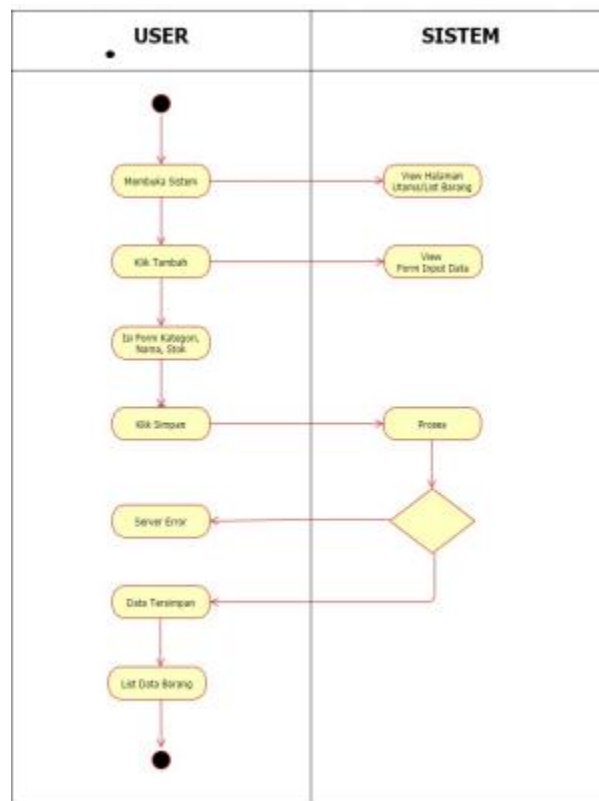 USER
SISTEM
Membuka Sistem
View Halaman
Utama/List Barang
Klik Tambah
View
Form Input Data
Isi Form Kategori,
Nama, Stok
Klik Simpan
Proses
Server Error
Data Tersimpan
List Data Barang